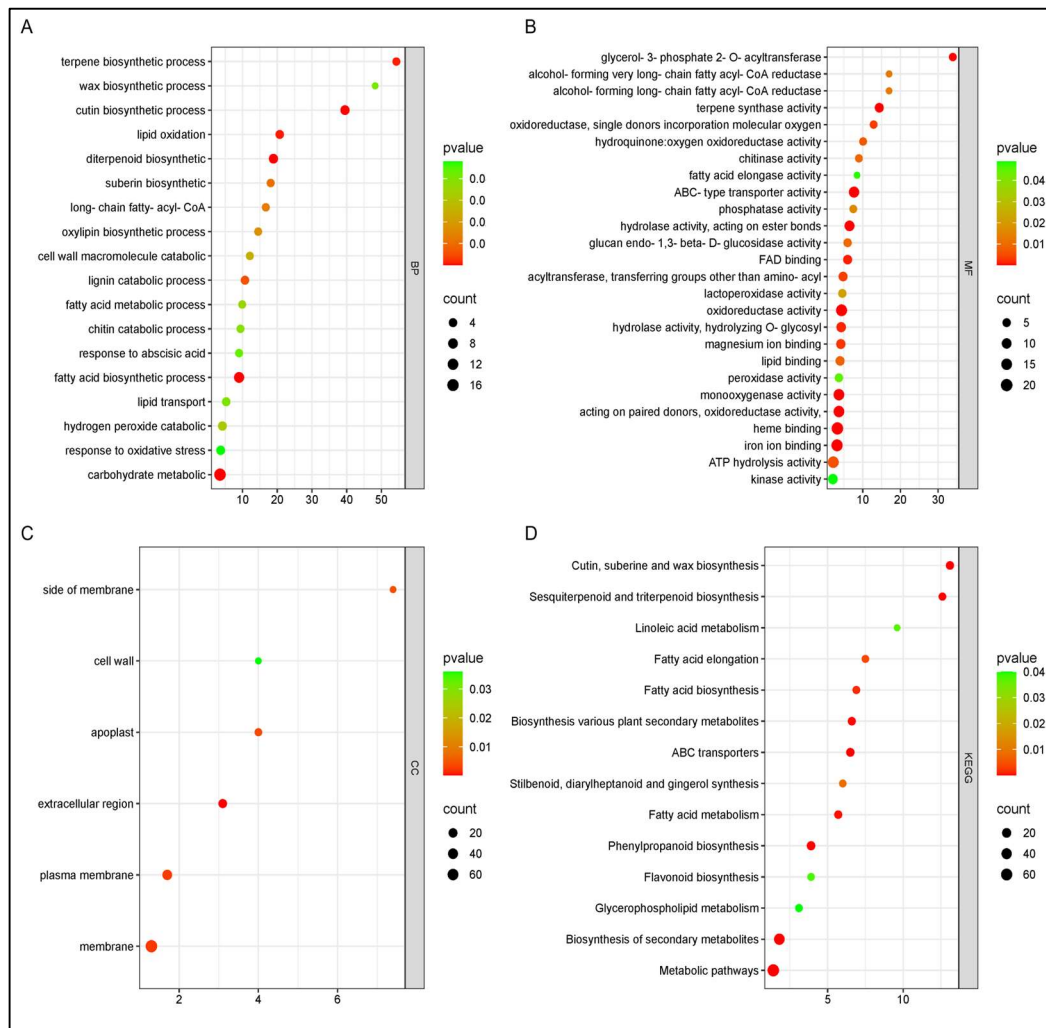 A
terpene biosynthetic process
wax biosynthetic process
cutin biosynthetic process
lipid oxidation
diterpenoid biosynthetic
suberin biosynthetic
long- chain fatty- acyl- CoA
oxylipin biosynthetic process
cell wall macromolecule catabolic
lignin catabolic process
fatty acid metabolic process
chitin catabolic process
response to abscisic acid
fatty acid biosynthetic process
lipid transport
hydrogen peroxide catabolic
response to oxidative stress
carbohydrate metabolic
10 20 30 40 50
BP
pvalue
0.0
0.0
0.0
0.0
count
4
8
12
16
B
glycerol- 3- phosphate 2- O- acyltransferase
alcohol- forming very long- chain fatty acyl- CoA reductase
alcohol- forming long- chain fatty acyl- CoA reductase
terpene synthase activity
oxidoreductase, single donors incorporation molecular oxygen
hydroquinone:oxygen oxidoreductase activity
chitinase activity
fatty acid elongase activity
ABC- type transporter activity
phosphatase activity
hydrolase activity, acting on ester bonds
glucan endo- 1,3- beta- D- glucosidase activity
FAD binding
acyltransferase, transferring groups other than amino- acyl
lactoperoxidase activity
oxidoreductase activity
hydrolase activity, hydrolyzing O- glycosyl
magnesium ion binding
lipid binding
peroxidase activity
monooxygenase activity
acting on paired donors, oxidoreductase activity,
heme binding
iron ion binding
ATP hydrolysis activity
kinase activity
10 20 30
MF
pvalue
0.04
0.03
0.02
0.01
count
5
10
15
20
C
side of membrane
cell wall
apoplast
extracellular region
plasma membrane
membrane
2 4 6
CC
pvalue
0.03
0.02
0.01
count
20
40
60
D
Cutin, suberine and wax biosynthesis
Sesquiterpenoid and triterpenoid biosynthesis
Linoleic acid metabolism
Fatty acid elongation
Fatty acid biosynthesis
Biosynthesis various plant secondary metabolites
ABC transporters
Stilbenoid, diarylheptanoid and gingerol synthesis
Fatty acid metabolism
Phenylpropanoid biosynthesis
Flavonoid biosynthesis
Glycerophospholipid metabolism
Biosynthesis of secondary metabolites
Metabolic pathways
5 10
KEGG
pvalue
0.04
0.03
0.02
0.01
count
20
40
60